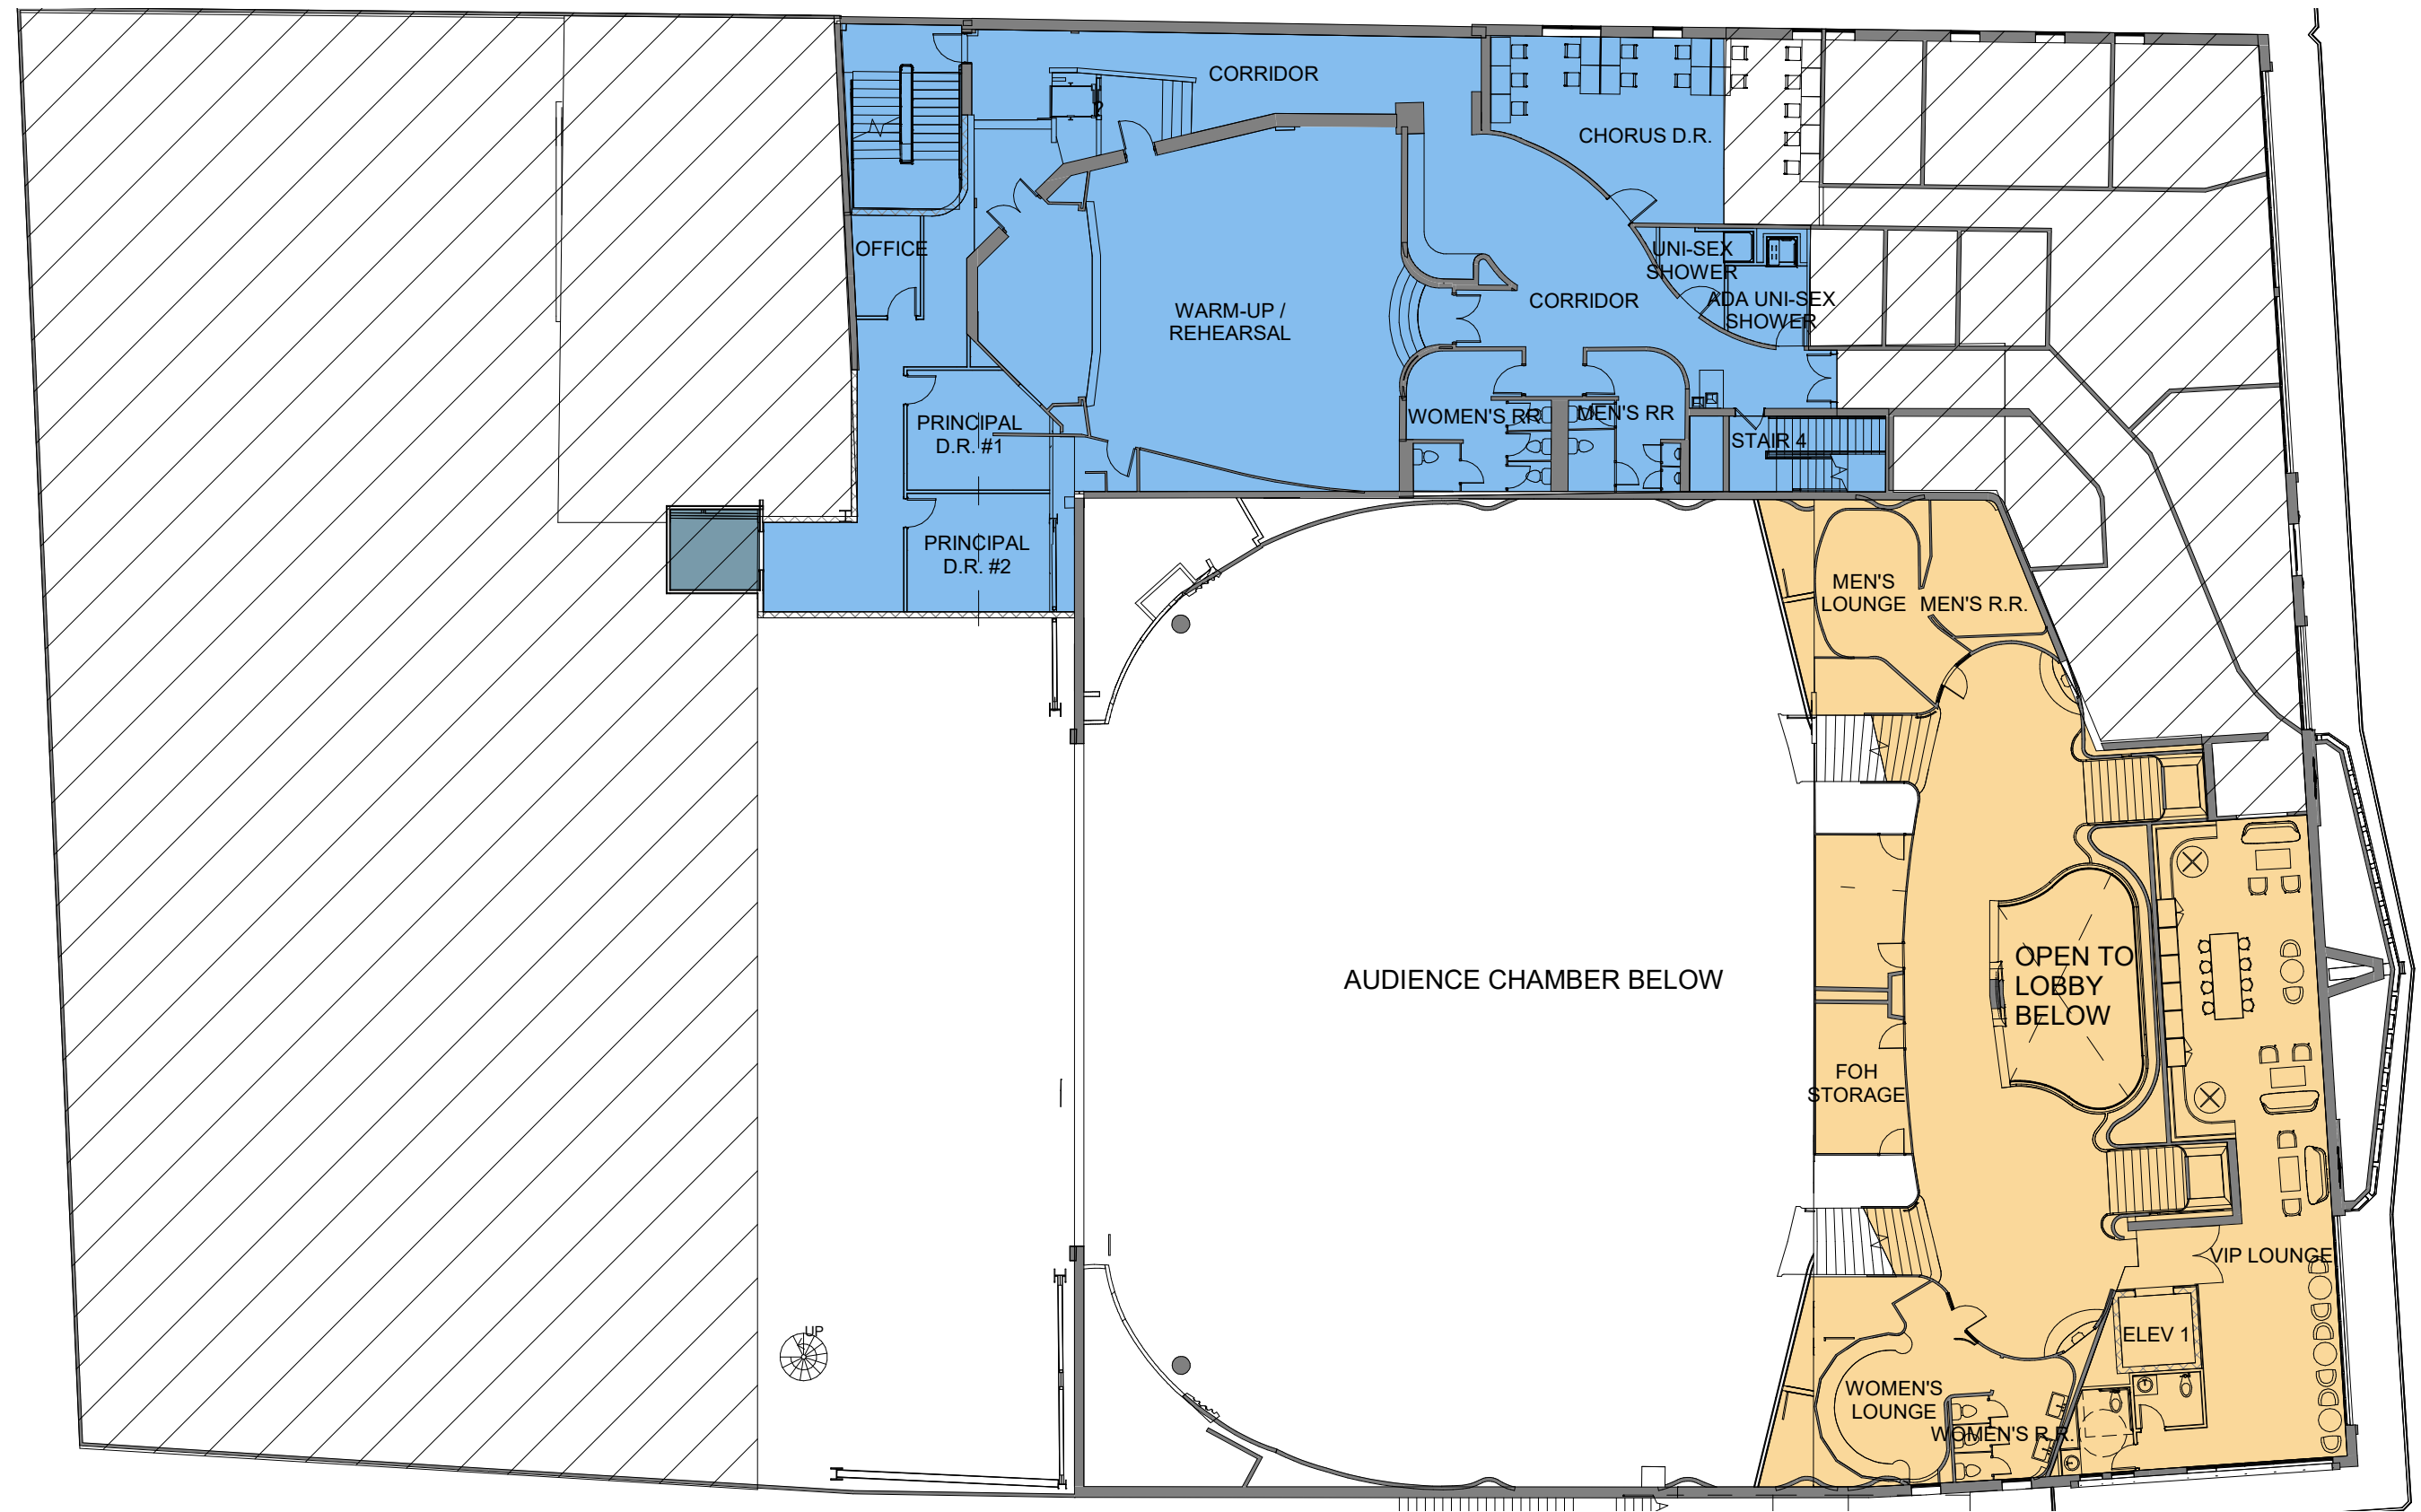 CORRIDOR
CHORUS D.R.
OFFICE
UNI-SEX
SHOWER
ADA UNI-SEX
SHOWER
CORRIDOR
WARM-UP /
REHEARSAL
PRINCIPAL
D.R. #1
WOMEN'S RR
MEN'S RR
STAIR 4
PRINCIPAL
D.R. #2
MEN'S
LOUNGE
MEN'S R.R.
AUDIENCE CHAMBER BELOW
OPEN TO
LOBBY
BELOW
FOH
STORAGE
VIP LOUNGE
UP
ELEV 1
WOMEN'S
LOUNGE
WOMEN'S R.R.